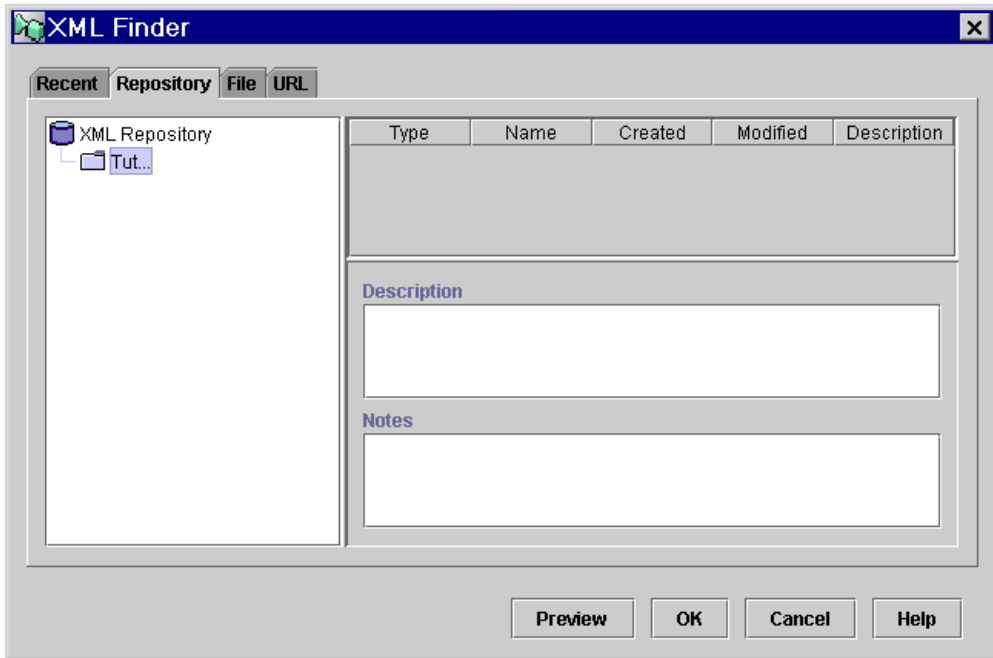 XML Finder
Recent Repository File URL
XML Repository
Tut...
Type Name Created Modified Description
Description
Notes
Preview OK Cancel Help